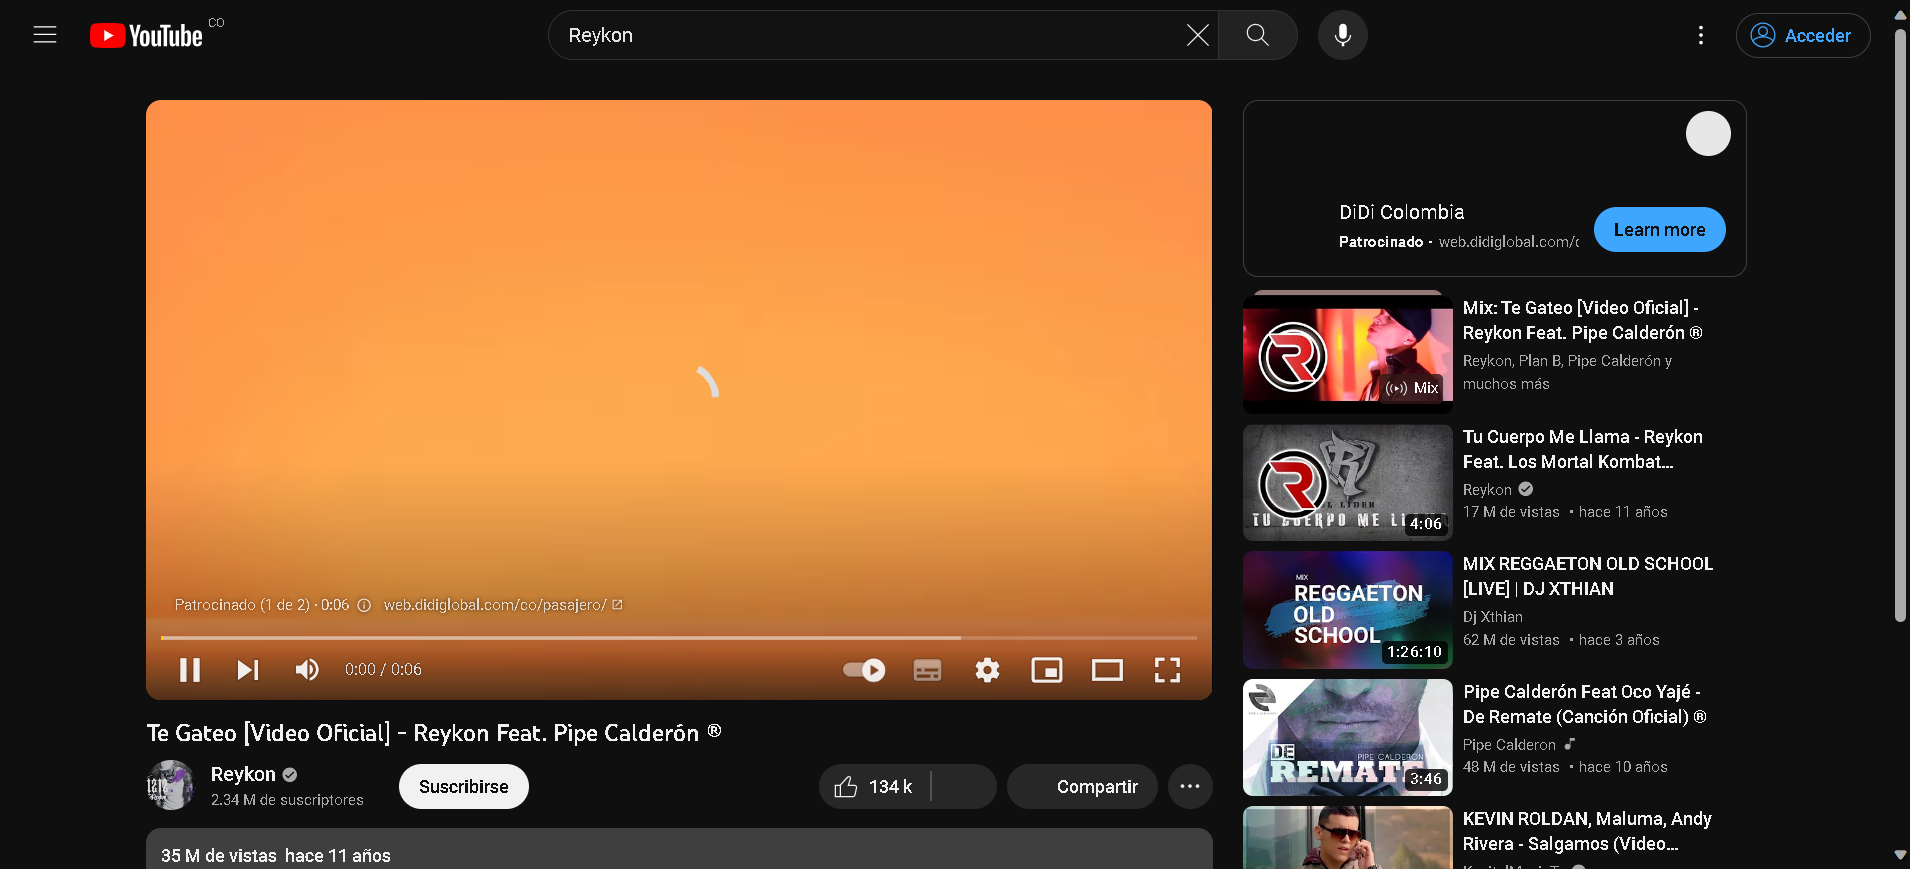 YouTube CO
Reykon
Acceder
Patrocinado (1 de 2) · 0:06 web.didiglobal.com/co/pasajero/
0:00 / 0:06
Te Gateo [Video Oficial] - Reykon Feat. Pipe Calderón ®
Reykon
2.34 M de suscriptores
Suscribirse
134 k
Compartir
35 M de vistas hace 11 años
DiDi Colombia
Patrocinado · web.didiglobal.com/c
Learn more
Mix
Mix: Te Gateo [Video Oficial] -
Reykon Feat. Pipe Calderón ®
Reykon, Plan B, Pipe Calderón y
muchos más
TU CUERPO ME LL
4:06
Tu Cuerpo Me Llama - Reykon
Feat. Los Mortal Kombat...
Reykon
17 M de vistas • hace 11 años
MIX
REGGAETON
OLD
SCHOOL
1:26:10
MIX REGGAETON OLD SCHOOL
[LIVE] | DJ XTHIAN
Dj Xthian
62 M de vistas • hace 3 años
PIPE CALDERON
DE
REMATE
3:46
Pipe Calderón Feat Oco Yajé -
De Remate (Canción Oficial) ®
Pipe Calderon
48 M de vistas • hace 10 años
KEVIN ROLDAN, Maluma, Andy
Rivera - Salgamos (Video...